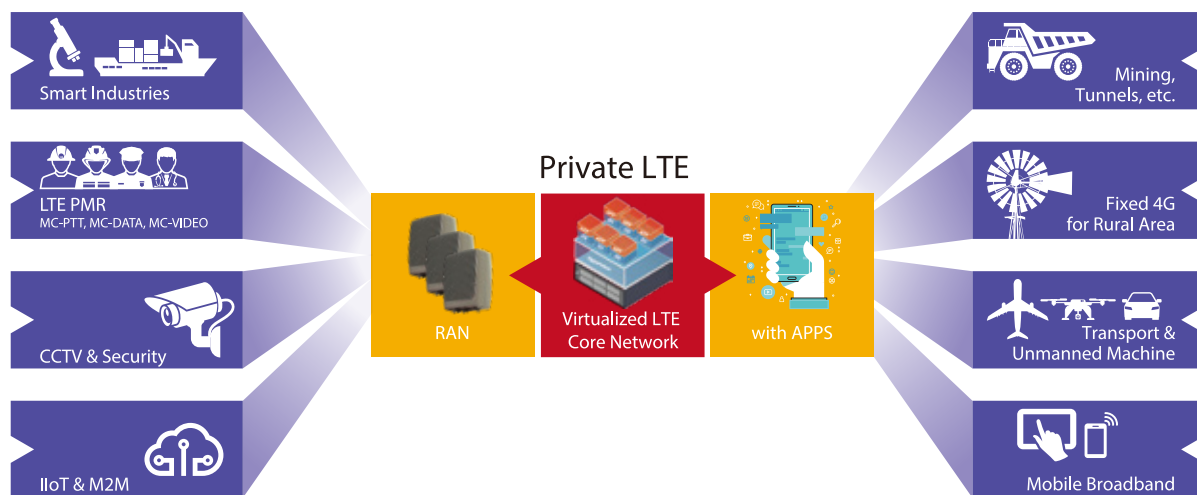 Smart Industries
LTE PMR
MC-PTT, MC-DATA, MC-VIDEO
CCTV & Security
IIoT & M2M
Private LTE
RAN
Virtualized LTE
Core Network
with APPS
Mining,
Tunnels, etc.
Fixed 4G
for Rural Area
Transport &
Unmanned Machine
Mobile Broadband